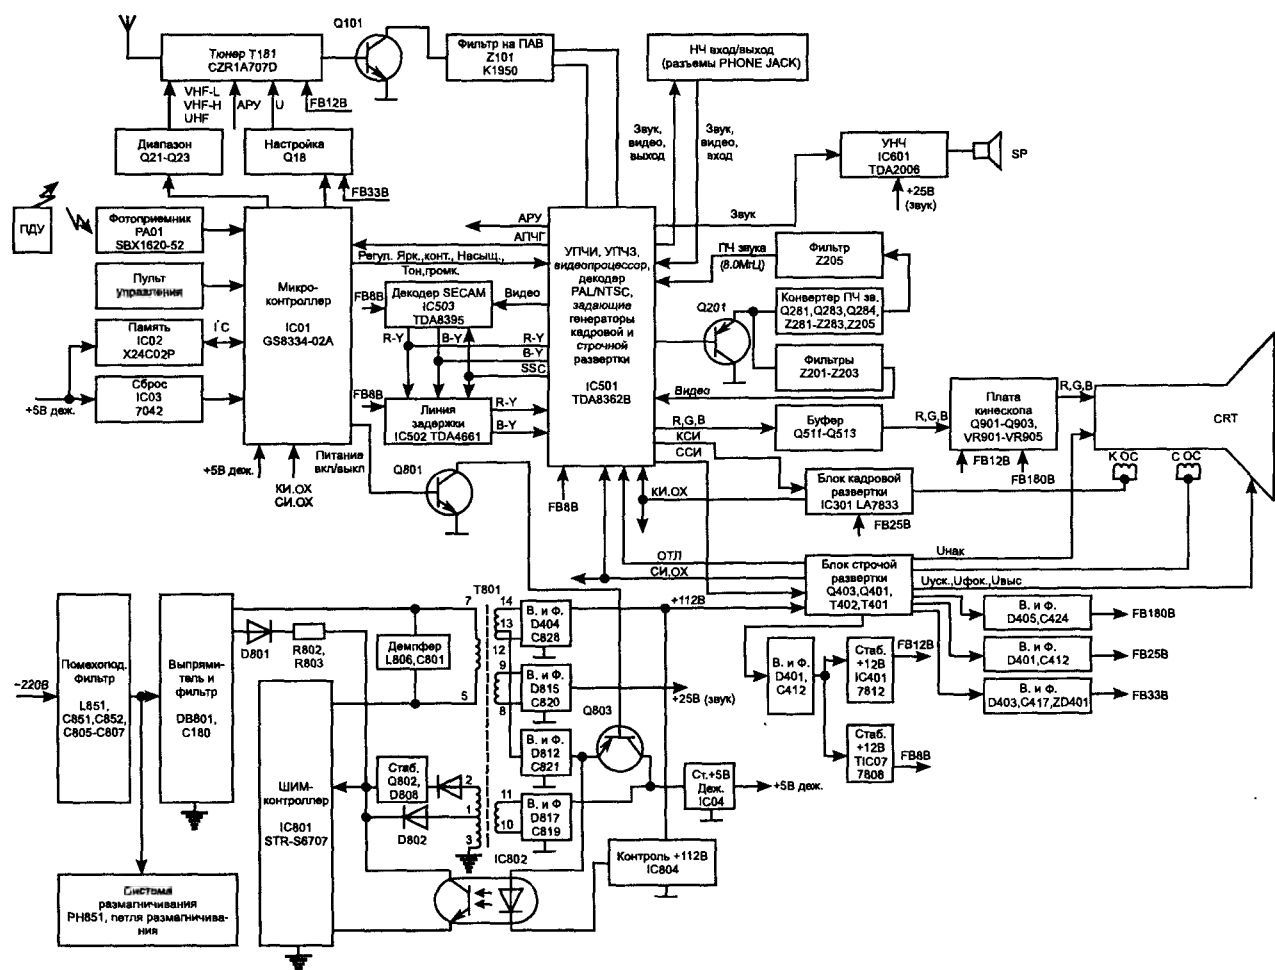 Q101
Тюнер Т181
CZR1A707D
Фильтр на ПАВ
Z101
K1950
НЧ вход/выход
(разъемы PHONE JACK)
VHF-L
VHF-H
UHF
АРУ
U
FB12B
Диапазон
Q21-Q23
Настройка
Q18
FB33B
Звук,
видео,
выход
Звук,
видео,
вход
УНЧ
IC601
TDA2006
SP
+25В
(звук)
ПДУ
Фотоприемник
PA01
SBX1620-52
Пульт
управления
Память
IC02
X24C02P
I²C
Сброс
IC03
7042
+5В деж.
Микро-
контроллер
IC01
GS8334-02A
+5В деж.
КИ.ОХ
СИ.ОХ
Питание
вкл/выкл
АРУ
АПЧГ
Регул. Ярк.,конт., Насыщ.,
Тон,громк.
FB8B
Декодер SECAM
IC503
TDA8395
Видео
R-Y
B-Y
R-Y
B-Y
SSC
FB8B
Линия
задержки
IC502 TDA4661
R-Y
B-Y
УПЧИ, УПЧЗ,
видеопроцессор,
декодер
PAL/NTSC,
задающие
генераторы
кадровой и
строчной
развертки
IC501
TDA8362B
FB8B
Звук
ПЧ звука
(8.0МгЦ)
Фильтр
Z205
Q201
Конвертер ПЧ зв.
Q281, Q283, Q284,
Z281-Z283, Z205
Фильтры
Z201-Z203
Видео
R,G,B
Буфер
Q511-Q513
R,G,B
Плата
кинескопа
Q901-Q903,
VR901-VR905
R,G,B
CRT
FB12B
FB180B
К ОС
С ОС
КСИ
ССИ
Q801
КИ.ОХ
Блок кадровой
развертки
IC301 LA7833
FB25B
ОТЛ
СИ.ОХ
Блок строчой
развертки
Q403,Q401,
T402,T401
Uнак
Uуск.,Uфок.,Uвыс
+112В
В. и Ф.
D405,C424
FB180B
В. и Ф.
D401,C412
FB25B
В. и Ф.
D403,C417,ZD401
FB33B
В. и Ф.
D401,
C412
Стаб.
+12В
IC401
7812
FB12B
Стаб.
+12В
TIC07
7808
FB8B
~220В
Помехопод.
фильтр
L851,
C851,C852,
C805-C807
Выпрями-
тель и
фильтр
DB801,
C180
D801
R802,
R803
Демпфер
L806,C801
T801
7
5
2
1
3
14
13
12
9
8
11
10
В. и Ф.
D404
C828
В. и Ф.
D815
C820
+25В (звук)
В. и Ф.
D812
C821
Q803
В. и Ф.
D817
C819
Ст.+5В
Деж.
IC04
+5В деж.
ШИМ-
контроллер
IC801
STR-S6707
Стаб.
Q802,
D808
D802
IC802
Контроль +112В
IC804
Система
размагничивания
PH851, петля размагничива-
ния